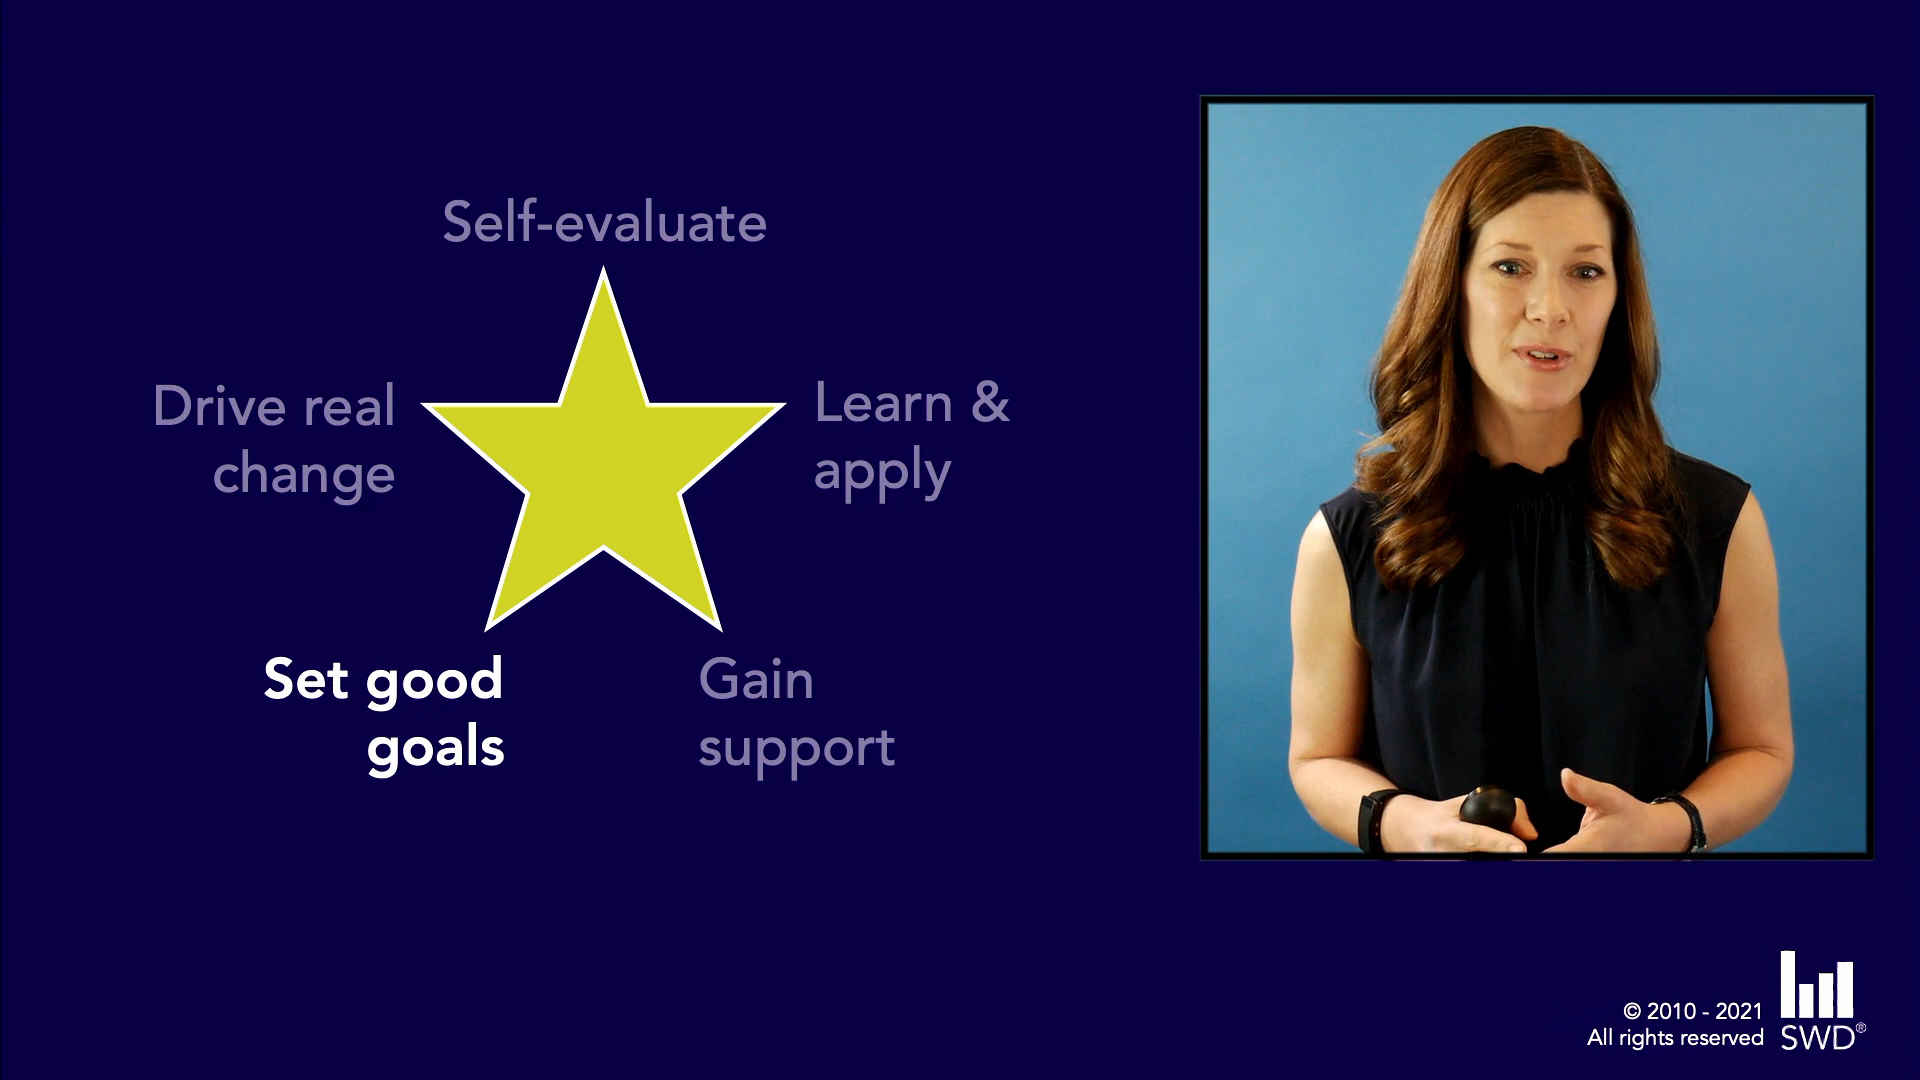 Self-evaluate
Drive real
change
Learn &
apply
Set good
goals
Gain
support
© 2010 - 2021
All rights reserved
SWD®